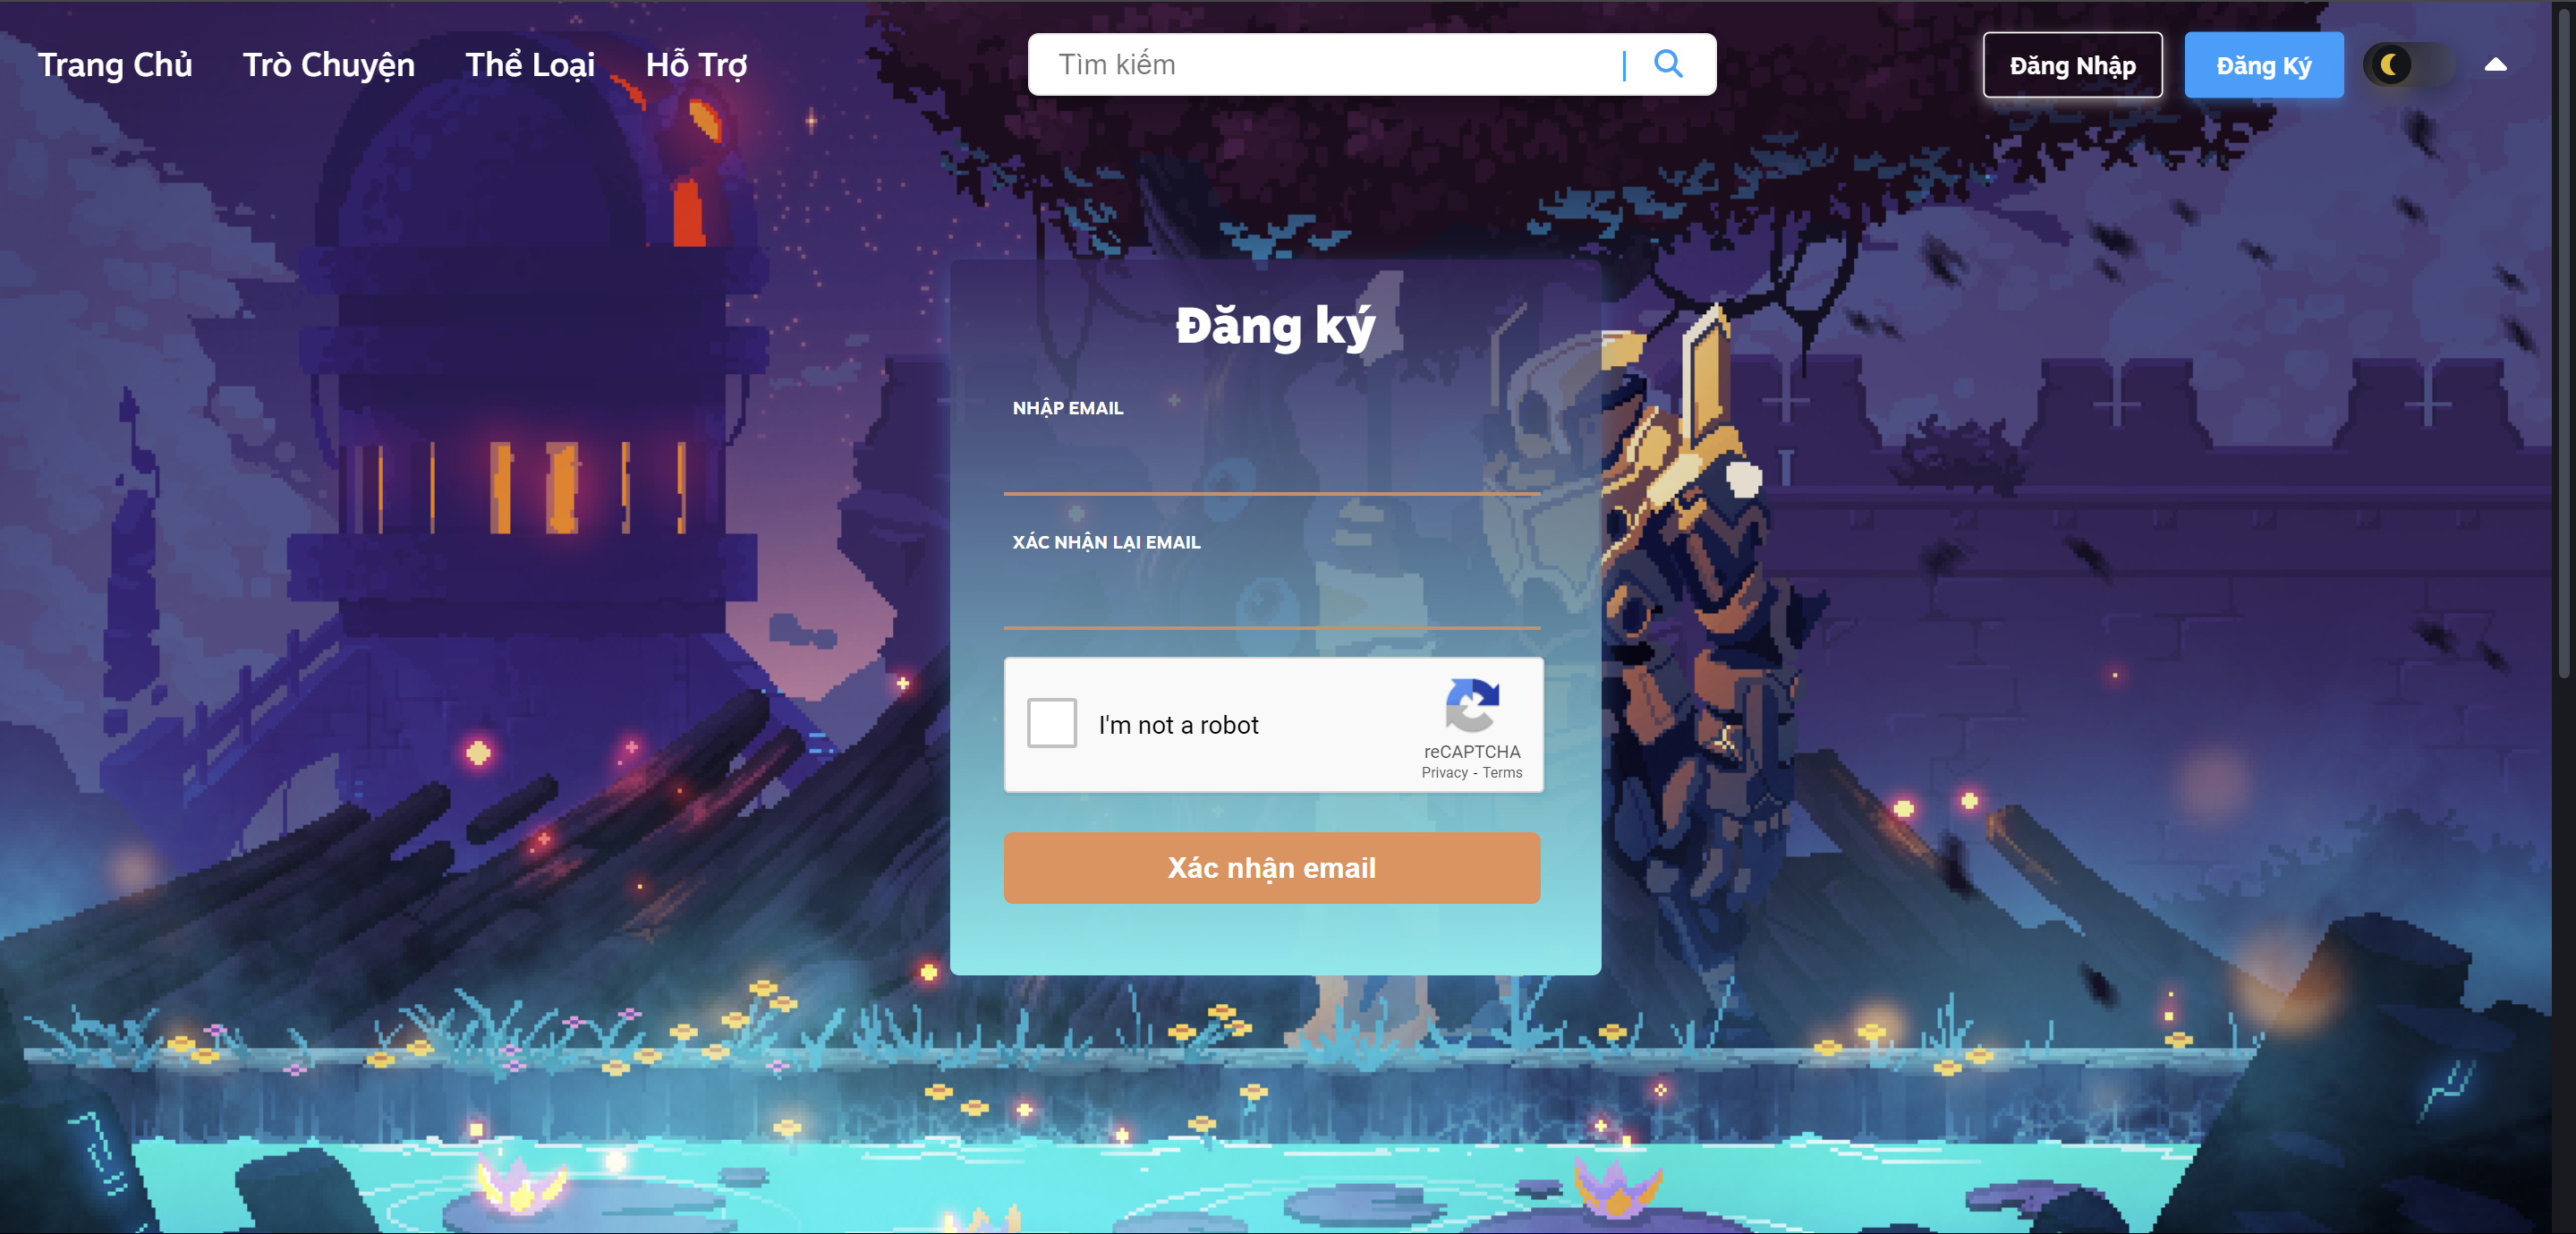 Trang Chủ Trò Chuyện Thể Loại Hỗ Trợ Tìm kiếm Đăng Nhập Đăng Ký
Đăng ký
NHẬP EMAIL
XÁC NHẬN LẠI EMAIL
I'm not a robot
reCAPTCHA
Privacy - Terms
Xác nhận email